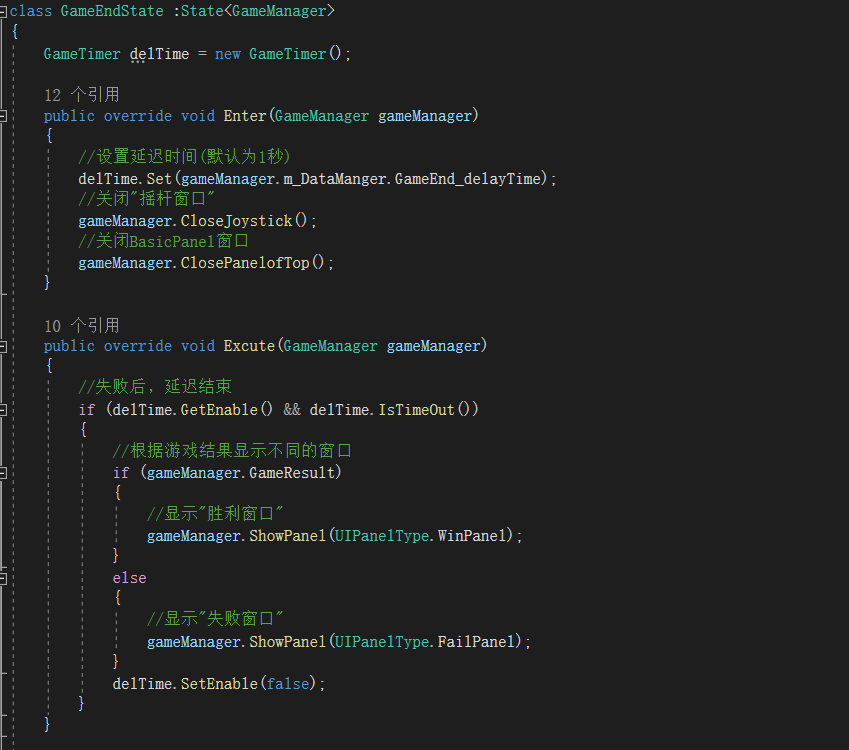 class GameEndState :State<GameManager>
{
GameTimer delTime = new GameTimer();
12 个引用
public override void Enter(GameManager gameManager)
{
//设置延迟时间(默认为1秒)
delTime.Set(gameManager.m_DataManger.GameEnd_delayTime);
//关闭"摇杆窗口"
gameManager.CloseJoystick();
//关闭BasicPanel窗口
gameManager.ClosePanelofTop();
}
10 个引用
public override void Excute(GameManager gameManager)
{
//失败后，延迟结束
if (delTime.GetEnable() && delTime.IsTimeOut())
{
//根据游戏结果显示不同的窗口
if (gameManager.GameResult)
{
//显示"胜利窗口"
gameManager.ShowPanel(UIPanelType.WinPanel);
}
else
{
//显示"失败窗口"
gameManager.ShowPanel(UIPanelType.FailPanel);
}
delTime.SetEnable(false);
}
}